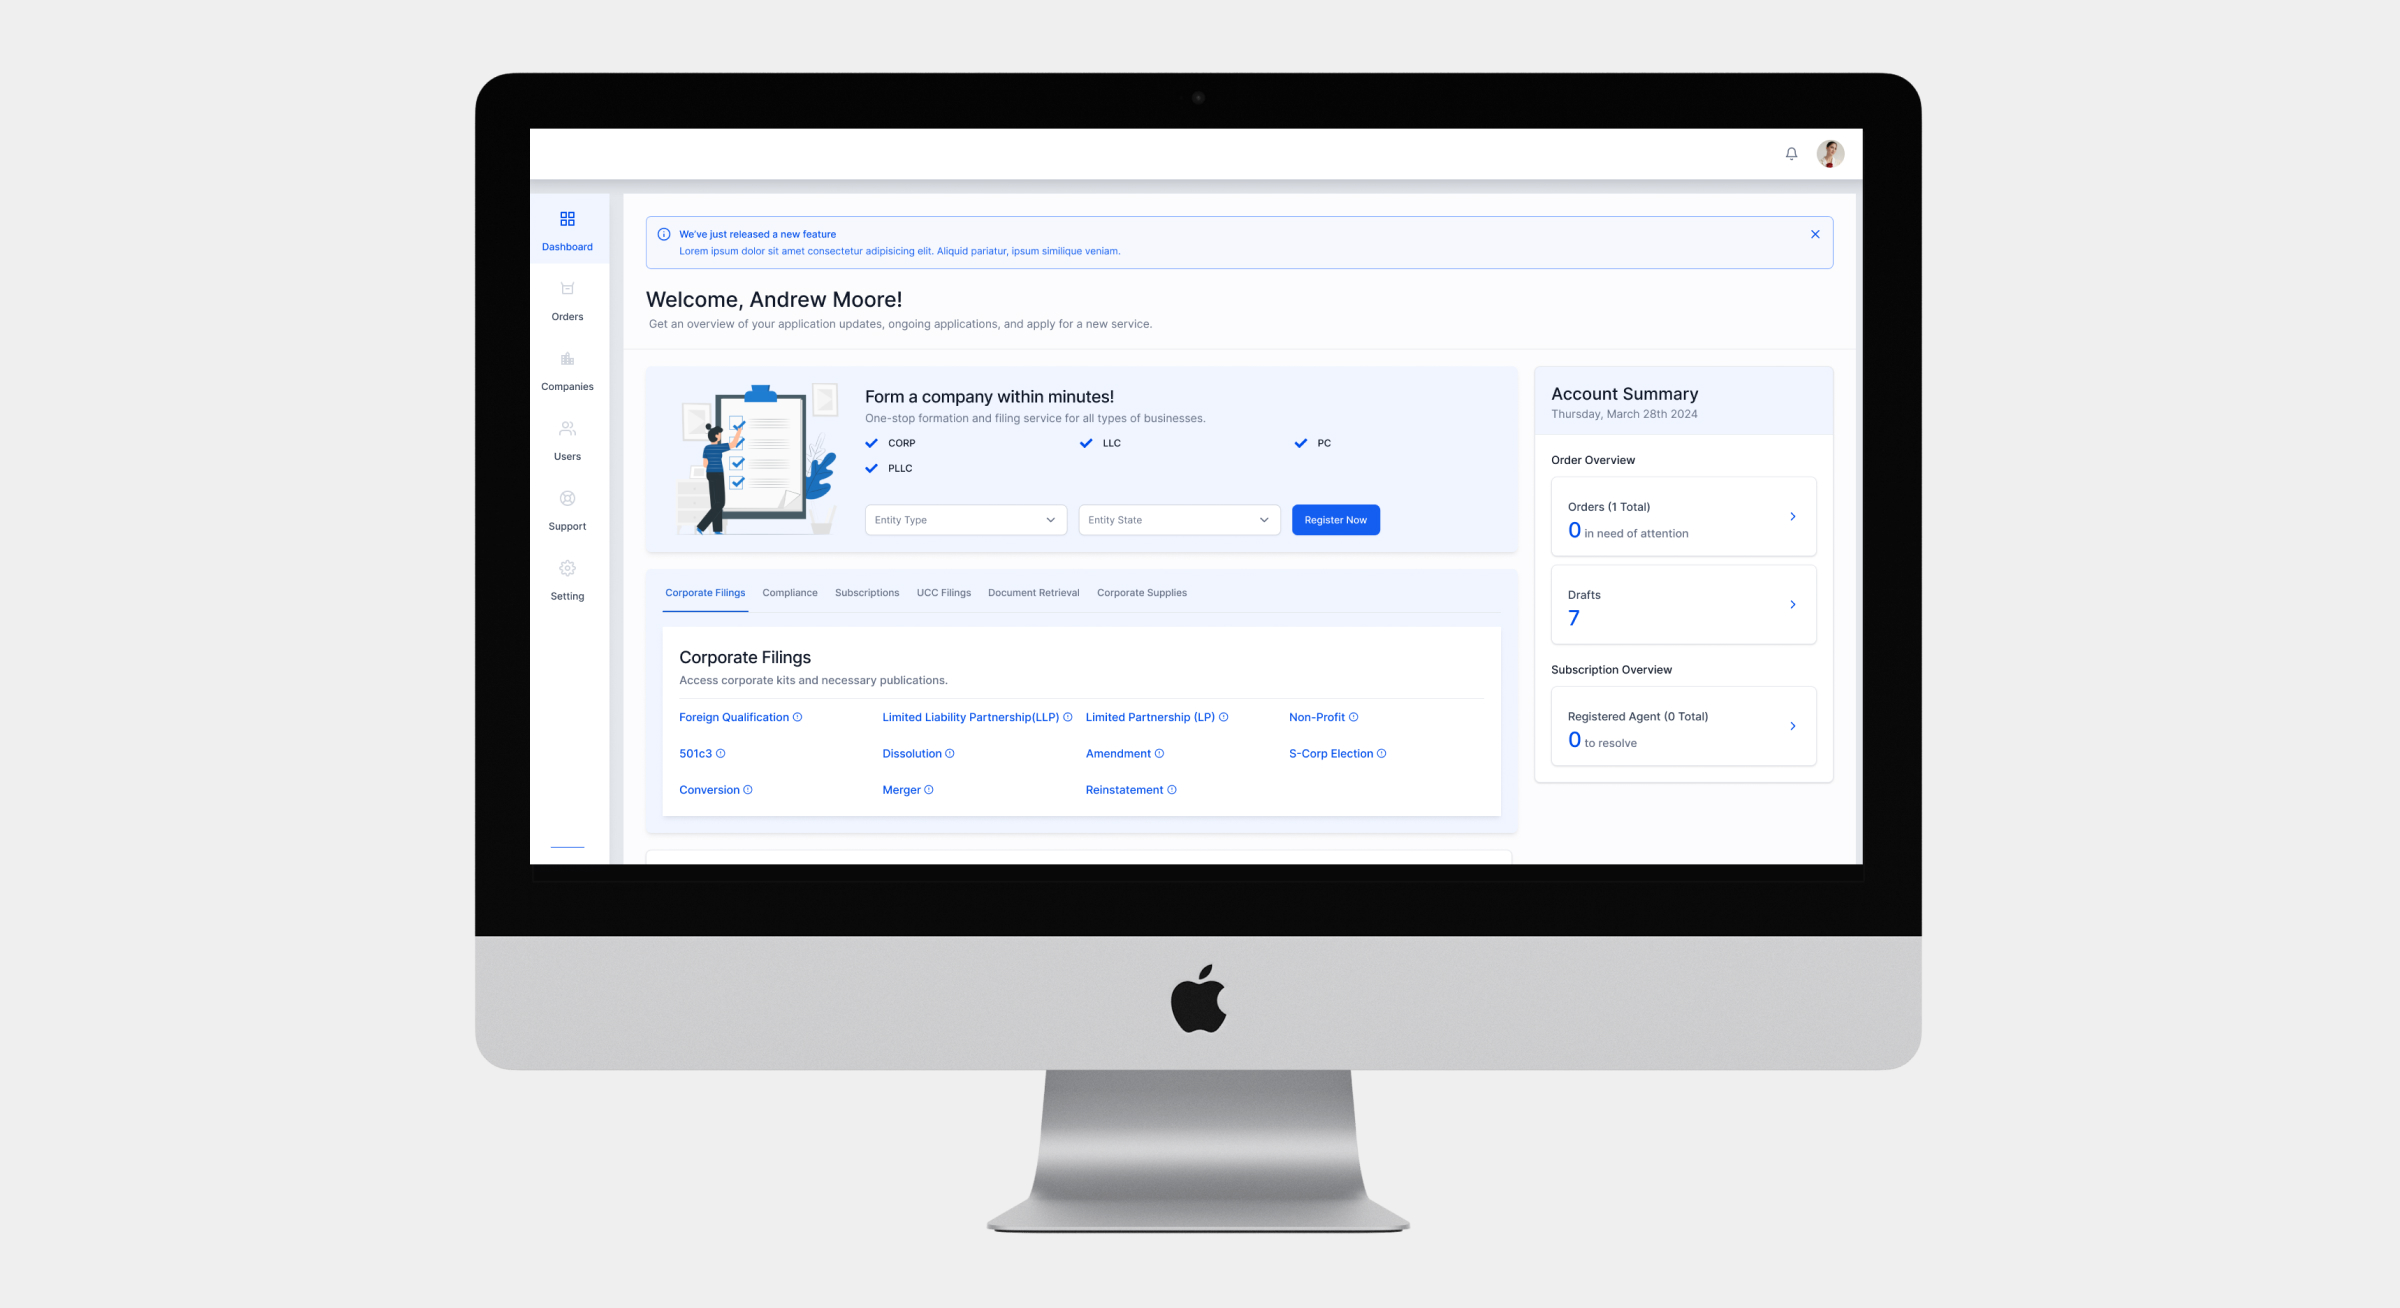 We've just released a new feature
Lorem ipsum dolor sit amet consectetur adipisicing elit. Aliquid pariatur, ipsum similique veniam.
Dashboard
Orders
Companies
Users
Support
Setting
Welcome, Andrew Moore!
Get an overview of your application updates, ongoing applications, and apply for a new service.
Form a company within minutes!
One-stop formation and filing service for all types of businesses.
CORP
LLC
PC
PLLC
Entity Type
Entity State
Register Now
Corporate Filings
Compliance
Subscriptions
UCC Filings
Document Retrieval
Corporate Supplies
Corporate Filings
Access corporate kits and necessary publications.
Foreign Qualification
Limited Liability Partnership(LLP)
Limited Partnership (LP)
Non-Profit
501c3
Dissolution
Amendment
S-Corp Election
Conversion
Merger
Reinstatement
Account Summary
Thursday, March 28th 2024
Order Overview
Orders (1 Total)
0 in need of attention
Drafts
7
Subscription Overview
Registered Agent (0 Total)
0 to resolve